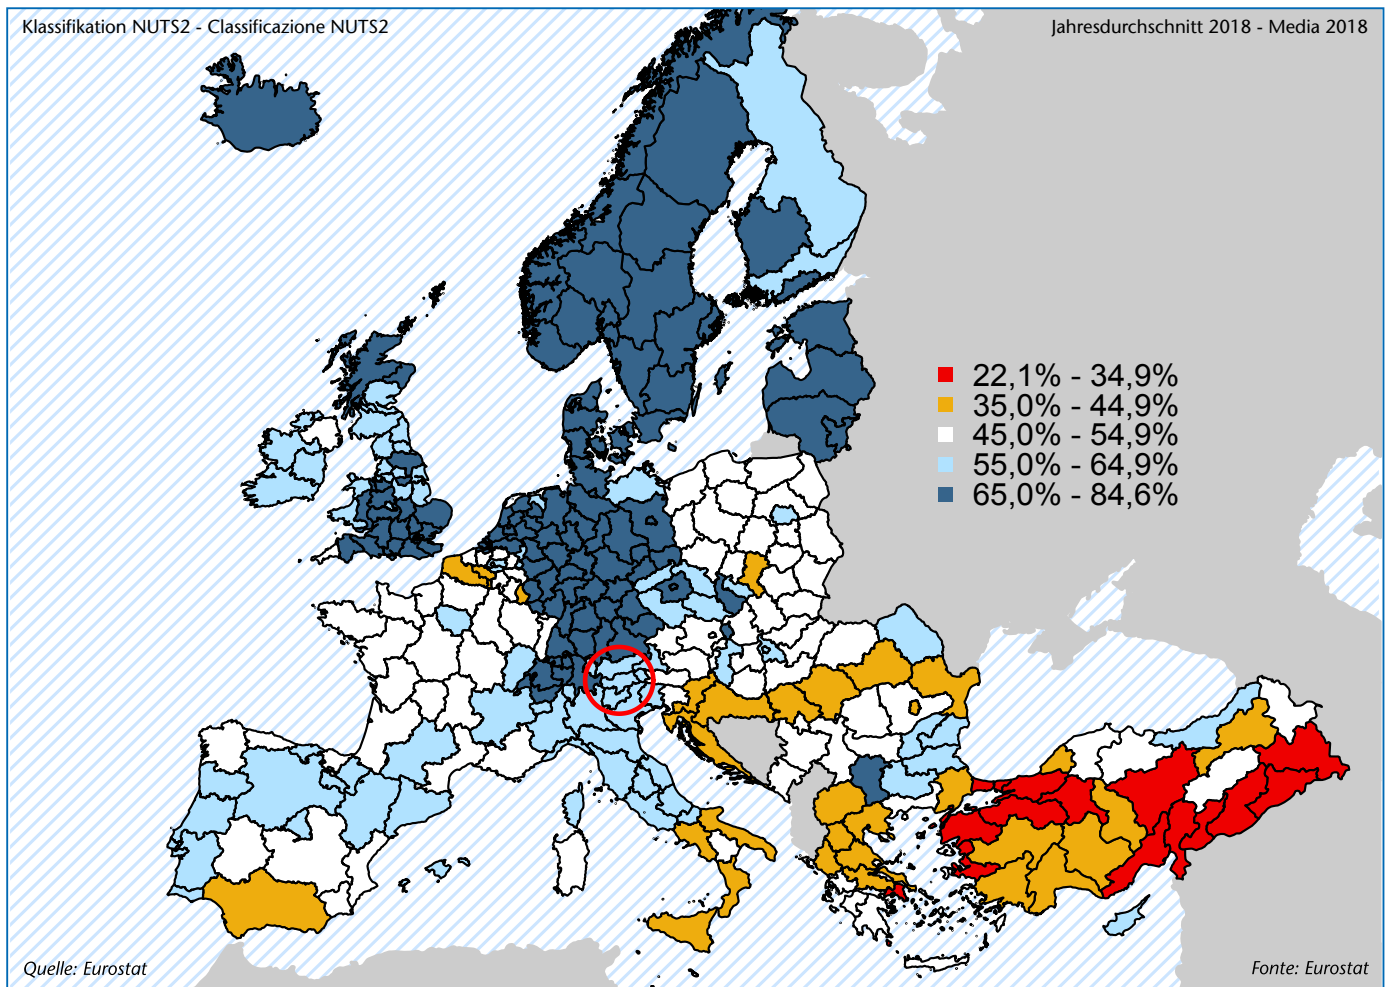 Klassifikation NUTS2 - Classificazione NUTS2
Jahresdurchschnitt 2018 - Media 2018
22,1% - 34,9%
35,0% - 44,9%
45,0% - 54,9%
55,0% - 64,9%
65,0% - 84,6%
Quelle: Eurostat
Fonte: Eurostat